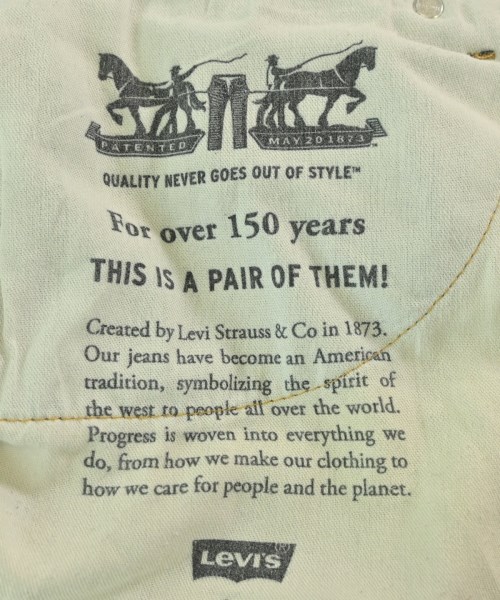 PATENTED MAY 20 1873 ™
QUALITY NEVER GOES OUT OF STYLE™
For over 150 years
THIS IS A PAIR OF THEM!
Created by Levi Strauss & Co in 1873.
Our jeans have become an American
tradition, symbolizing the spirit of
the west to people all over the world.
Progress is woven into everything we
do, from how we make our clothing to
how we care for people and the planet.
LEVI'S®